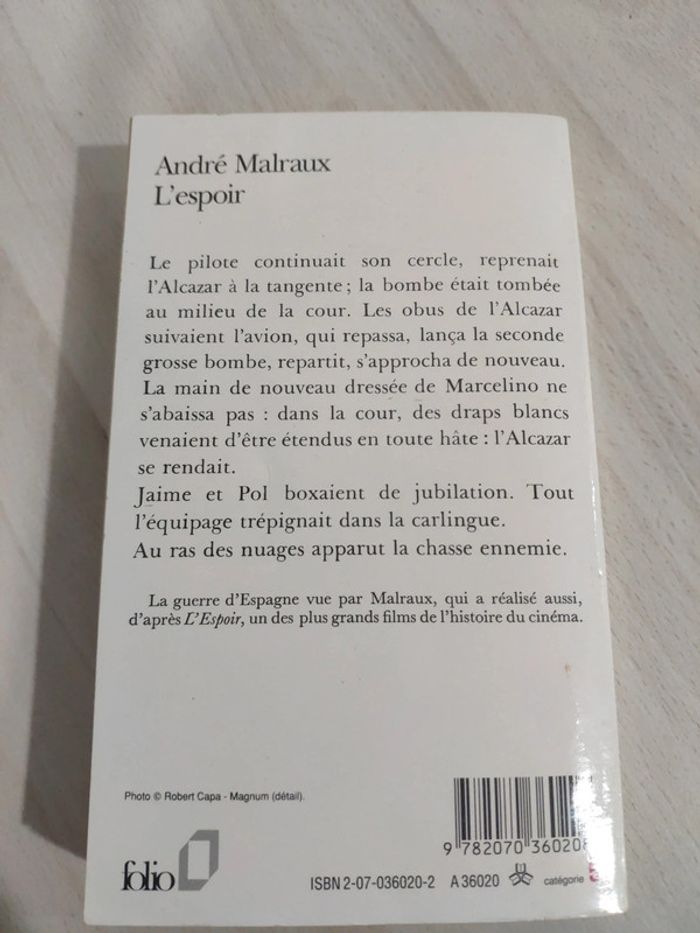 André Malraux
L'espoir
Le pilote continuait son cercle, reprenait
l'Alcazar à la tangente ; la bombe était tombée
au milieu de la cour. Les obus de l'Alcazar
suivaient l'avion, qui repassa, lança la seconde
grosse bombe, repartit, s'approcha de nouveau.
La main de nouveau dressée de Marcelino ne
s'abaissa pas : dans la cour, des draps blancs
venaient d'être étendus en toute hâte : l'Alcazar
se rendait.
Jaime et Pol boxaient de jubilation. Tout
l'équipage trépignait dans la carlingue.
Au ras des nuages apparut la chasse ennemie.
La guerre d'Espagne vue par Malraux, qui a réalisé aussi,
d'après L'Espoir, un des plus grands films de l'histoire du cinéma.
Photo © Robert Capa - Magnum (détail).
9 782070 360208
folio
ISBN 2-07-036020-2 A 36020 catégorie